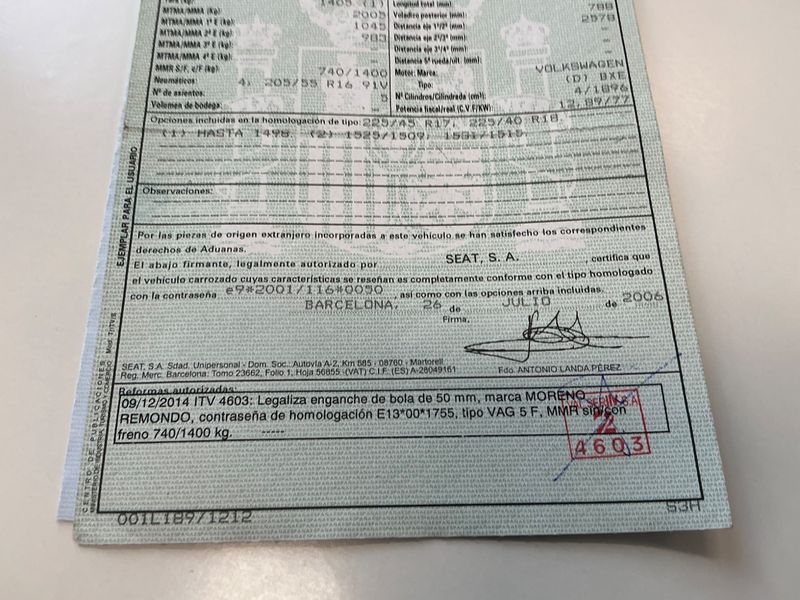 1405 (1)
MTMA/MMA (Kg): 2005
MTMA/MMA 1º E (Kg): 1045
MTMA/MMA 2º E (kg): 983
MTMA/MMA 3º E (kg): —
MTMA/MMA 4º E (kg): —
MMR S/F, c/F (kg): 740/1400
Neumáticos: 4, 205/55 R16 91V
Nº de asientos: 5
Volumen de bodega: —
Longitud total (mm):
Voladizo posterior (mm): 788
Distancia eje 1º/2º (mm): 2578
Distancia eje 2º/3º (mm): —
Distancia eje 3º/4º (mm): —
Distancia 5ª rueda/últ. (mm): —
Motor: Marca: VOLKSWAGEN
Tipo: (D) BXE
Nº Cilindros/Cilindrada (cm³): 4/1896
Potencia fiscal/real (C.V.F/KW): 12,89/77
Opciones incluidas en la homologación de tipo: 225/45 R17, 225/40 R18.
(1) HASTA 1498. (2) 1525/1509, 1531/1515.
Observaciones:
Por las piezas de origen extranjero incorporadas a este vehículo se han satisfecho los correspondientes
derechos de Aduanas.
El abajo firmante, legalmente autorizado por SEAT, S. A. , certifica que
el vehículo carrozado cuyas características se reseñan es completamente conforme con el tipo homologado
con la contraseña e9*2001/116*0050 , así como con las opciones arriba incluidas.
BARCELONA, 26 de JULIO de 2006
Firma,
Fdo. ANTONIO LANDA PÉREZ
SEAT, S.A. Sdad. Unipersonal - Dom. Soc. Autovía A-2, Km 585 - 08760 - Martorell
Reg. Merc. Barcelona: Tomo 23662, Folio 1, Hoja 56855 -(VAT) C.I.F. (ES) A-28049161
Reformas autorizadas:
09/12/2014 ITV 4603: Legaliza enganche de bola de 50 mm, marca MORENO
REMONDO, contraseña de homologación E13*00*1755, tipo VAG 5 F, MMR sin/con
freno 740/1400 kg. -----
4603
001L1897/1212
S3H
EJEMPLAR PARA EL USUARIO
CENTRO DE PUBLICACIONES